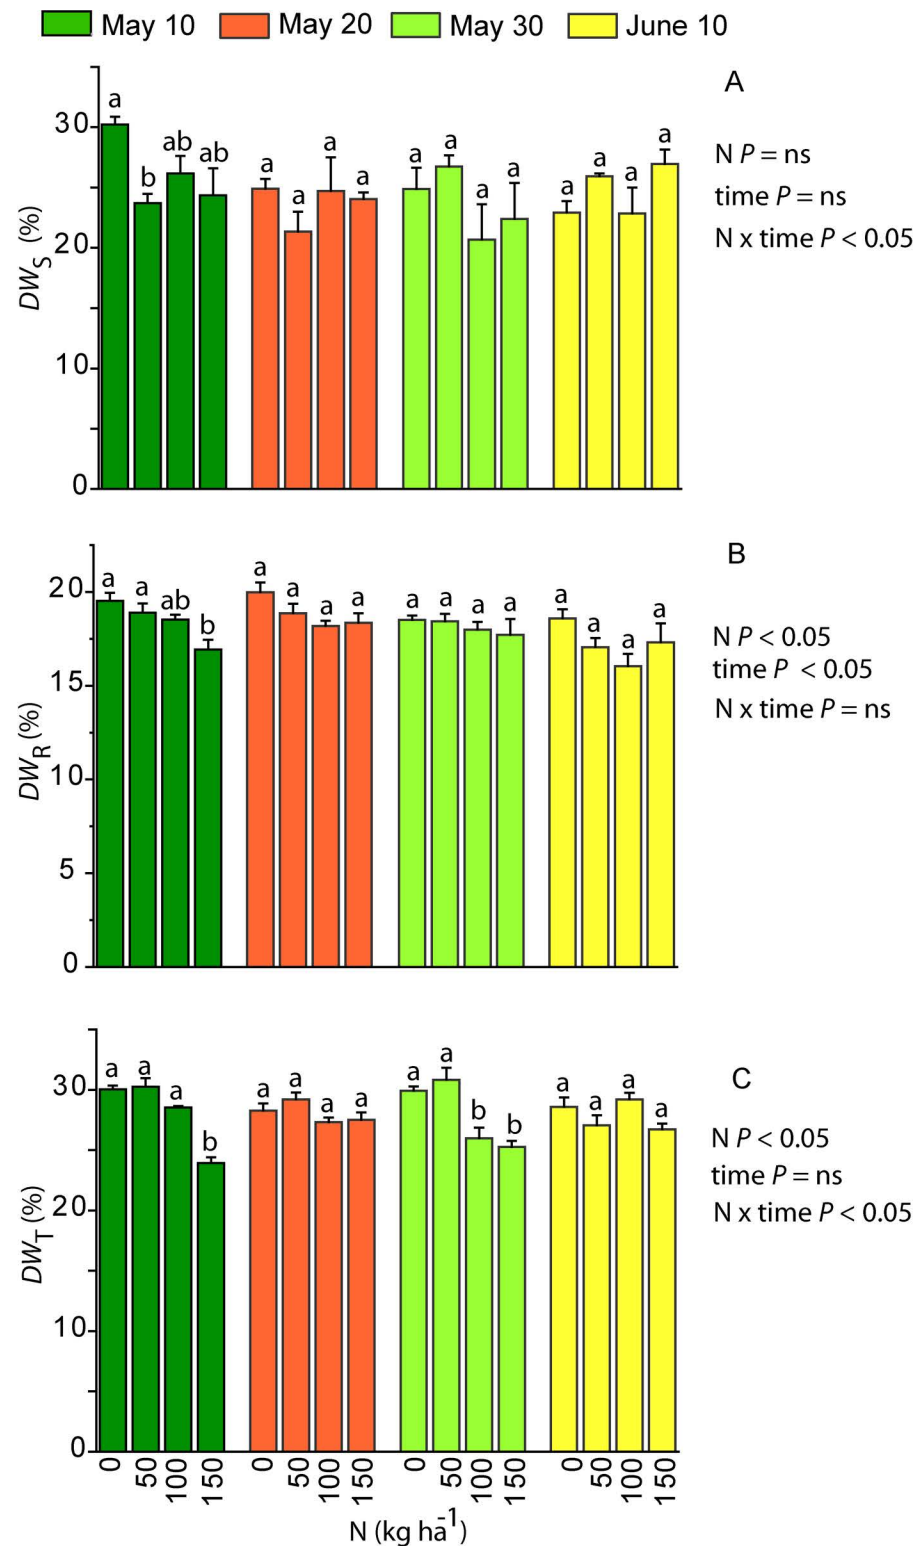 May 10 May 20 May 30 June 10
A
a b ab ab a a a a a a a a a a a a
N P = ns
time P = ns
N x time P < 0.05
DWS (%)
30
20
10
0
B
a a ab b a a a a a a a a a a a a
N P < 0.05
time P < 0.05
N x time P = ns
DWR (%)
20
15
10
5
0
C
a a a b a a a a a a b b a a a a
N P < 0.05
time P = ns
N x time P < 0.05
DWT (%)
30
20
10
0
0 50 100 150 0 50 100 150 0 50 100 150 0 50 100 150
N (kg ha-1)